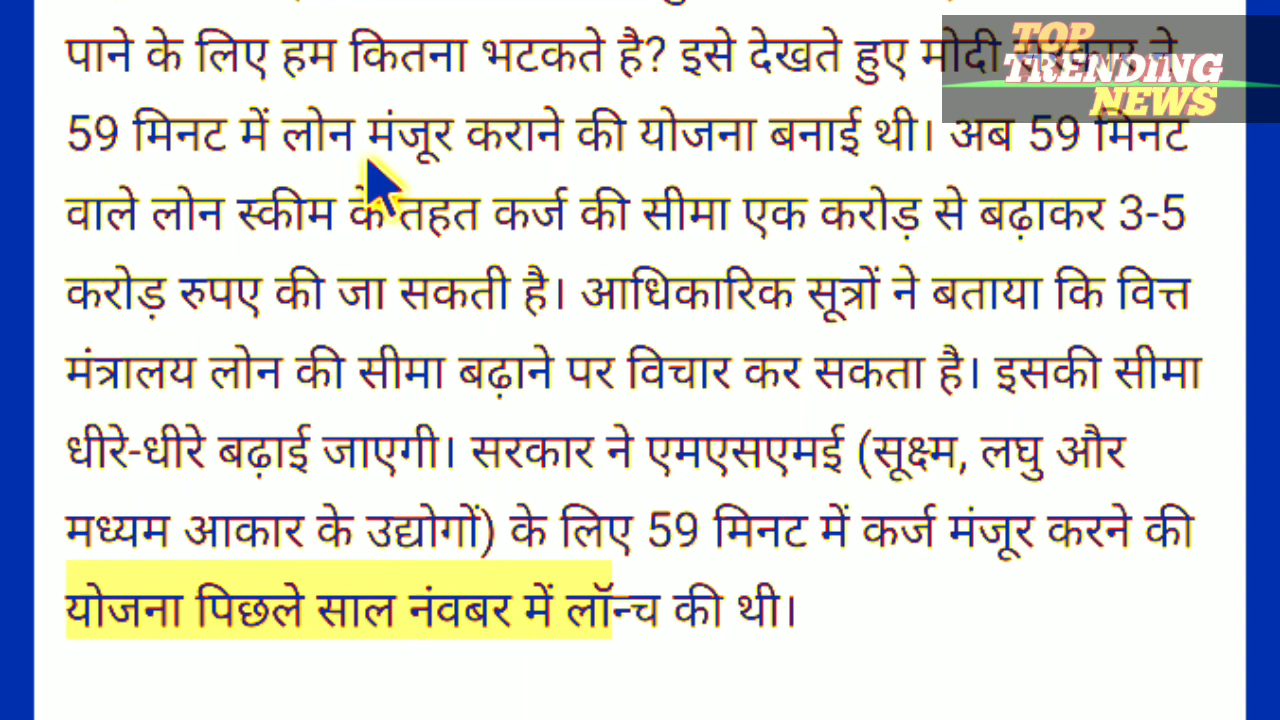 पाने के लिए हम कितना भटकते है? इसे देखते हुए मोदी सरकार ने
TOP
TRENDING
NEWS
59 मिनट में लोन मंजूर कराने की योजना बनाई थी। अब 59 मिनट
वाले लोन स्कीम के तहत कर्ज की सीमा एक करोड़ से बढ़ाकर 3-5
करोड़ रुपए की जा सकती है। आधिकारिक सूत्रों ने बताया कि वित्त
मंत्रालय लोन की सीमा बढ़ाने पर विचार कर सकता है। इसकी सीमा
धीरे-धीरे बढ़ाई जाएगी। सरकार ने एमएसएमई (सूक्ष्म, लघु और
मध्यम आकार के उद्योगों) के लिए 59 मिनट में कर्ज मंजूर करने की
योजना पिछले साल नंवबर में लॉन्च की थी।